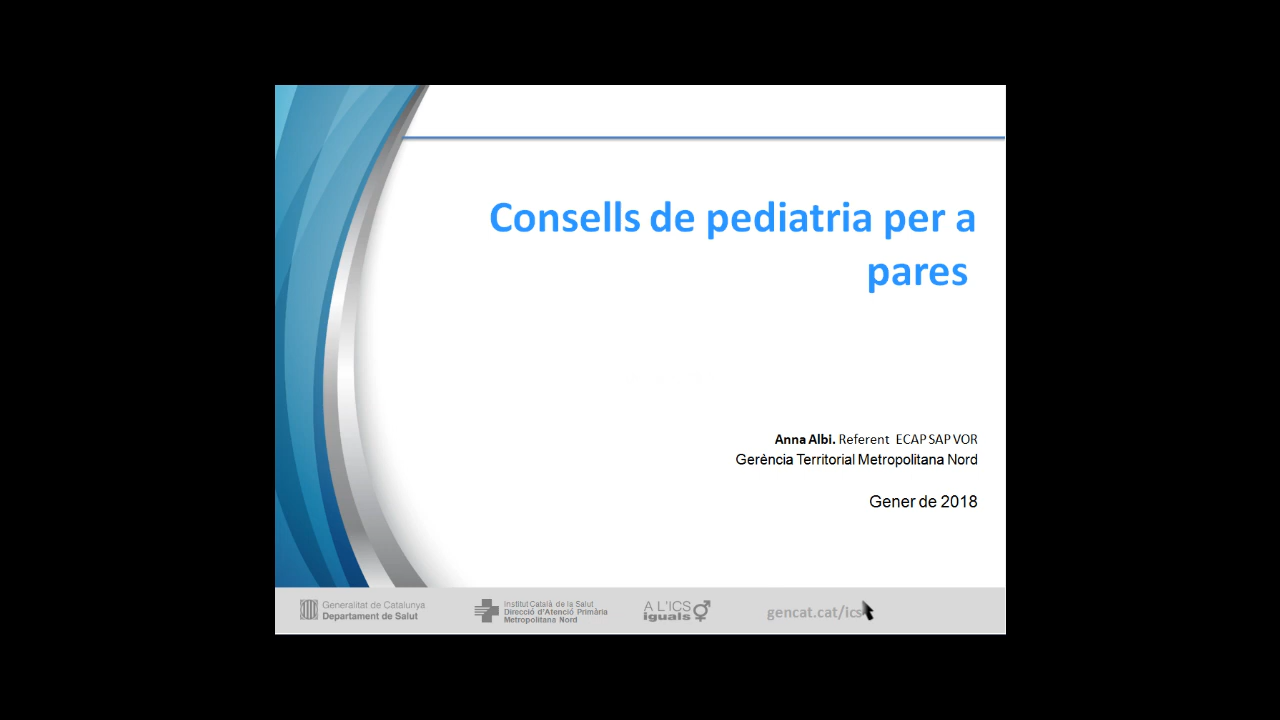 Consells de pediatria per a
pares
Anna Albi. Referent ECAP SAP VOR
Gerència Territorial Metropolitana Nord
Gener de 2018
Generalitat de Catalunya
Departament de Salut
Institut Català de la Salut
Direcció d'Atenció Primària
Metropolitana Nord
A L'ICS
iguals
gencat.cat/ics